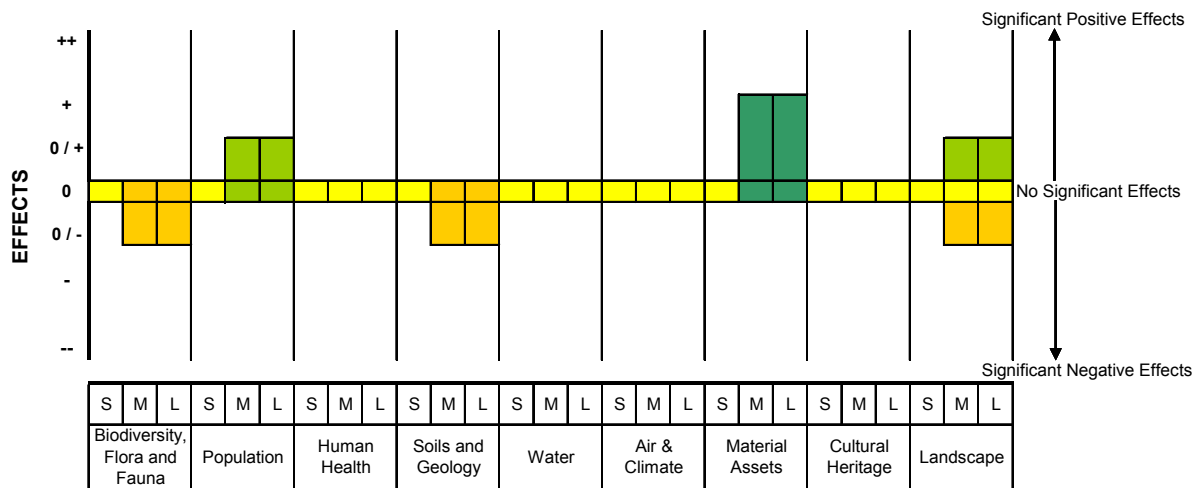 Significant Positive Effects
++
+
0 / +
0
No Significant Effects
0 / -
-
--
EFFECTS
Significant Negative Effects
S M L S M L S M L S M L S M L S M L S M L S M L S M L
Biodiversity,
Flora and
Fauna
Population
Human
Health
Soils and
Geology
Water
Air &
Climate
Material
Assets
Cultural
Heritage
Landscape